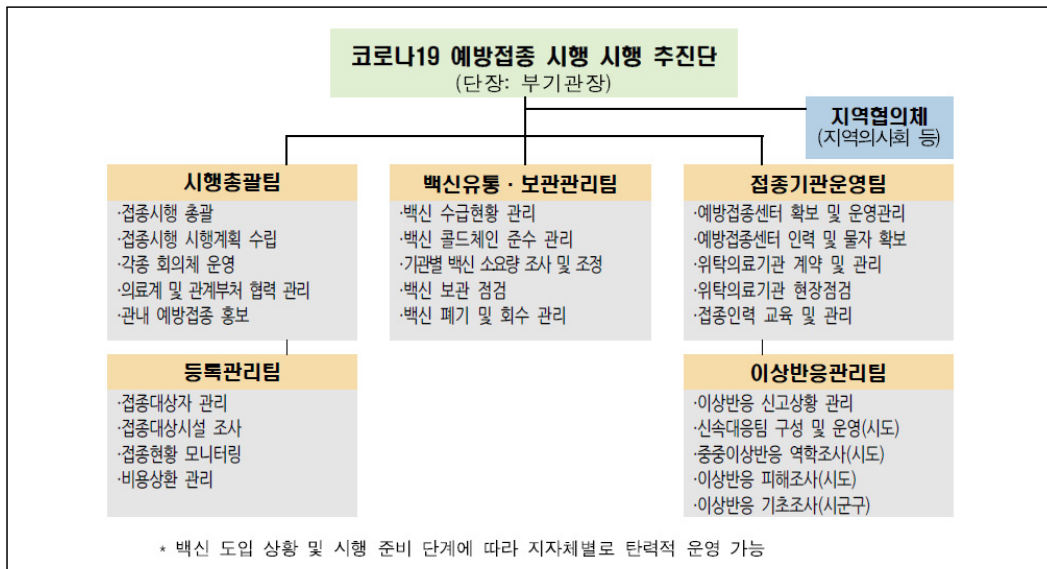 코로나19 예방접종 시행 시행 추진단
(단장: 부기관장)
지역협의체
(지역의사회 등)
시행총괄팀
·접종시행 총괄
·접종시행 시행계획 수립
·각종 회의체 운영
·의료계 및 관계부처 협력 관리
·관내 예방접종 홍보
백신유통·보관관리팀
·백신 수급현황 관리
·백신 콜드체인 준수 관리
·기관별 백신 소요량 조사 및 조정
·백신 보관 점검
·백신 폐기 및 회수 관리
접종기관운영팀
·예방접종센터 확보 및 운영관리
·예방접종센터 인력 및 물자 확보
·위탁의료기관 계약 및 관리
·위탁의료기관 현장점검
·접종인력 교육 및 관리
등록관리팀
·접종대상자 관리
·접종대상시설 조사
·접종현황 모니터링
·비용상환 관리
이상반응관리팀
·이상반응 신고상황 관리
·신속대응팀 구성 및 운영(시도)
·중중이상반응 역학조사(시도)
·이상반응 피해조사(시도)
·이상반응 기초조사(시군구)
* 백신 도입 상황 및 시행 준비 단계에 따라 지자체별로 탄력적 운영 가능